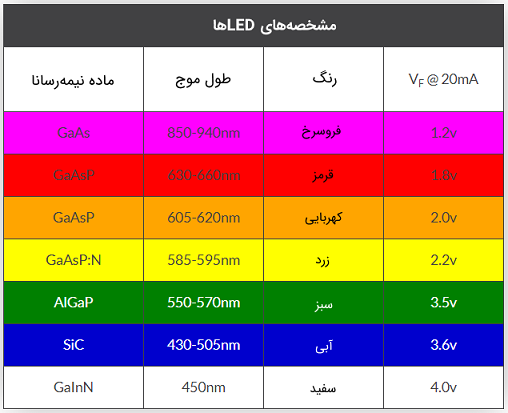 مشخصه‌های LEDها
ماده نیمه‌رسانا طول موج رنگ VF @ 20mA
GaAs 850-940nm فروسرخ 1.2v
GaAsP 630-660nm قرمز 1.8v
GaAsP 605-620nm کهربایی 2.0v
GaAsP:N 585-595nm زرد 2.2v
AlGaP 550-570nm سبز 3.5v
SiC 430-505nm آبی 3.6v
GaInN 450nm سفید 4.0v